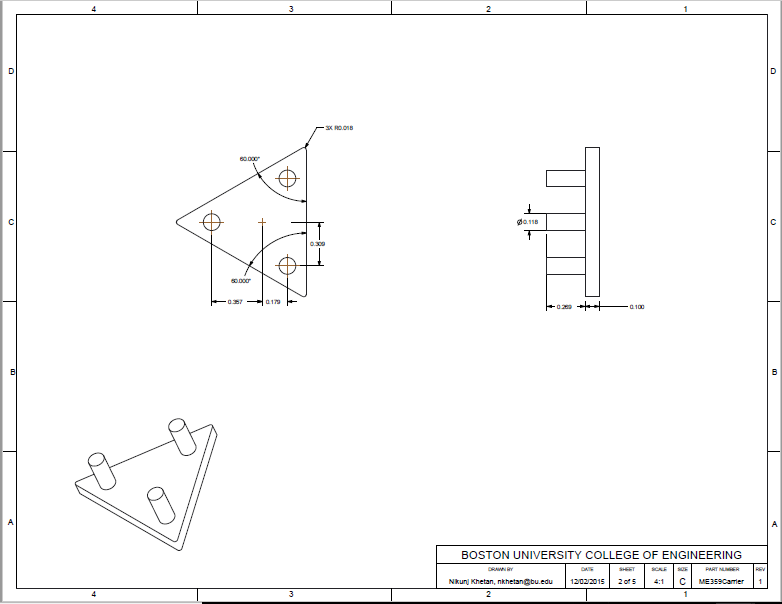 4 3 2 1
D D
3X R0.018
60.000°
C C
Ø0.118
0.309
60.000°
0.357 0.179
0.269 0.100
B B
A A
BOSTON UNIVERSITY COLLEGE OF ENGINEERING
DRAWN BY DATE SHEET SCALE SIZE PART NUMBER REV
Nikunj Khetan, nkhetan@bu.edu 12/02/2015 2 of 5 4:1 C ME359Carrier 1
4 3 2 1